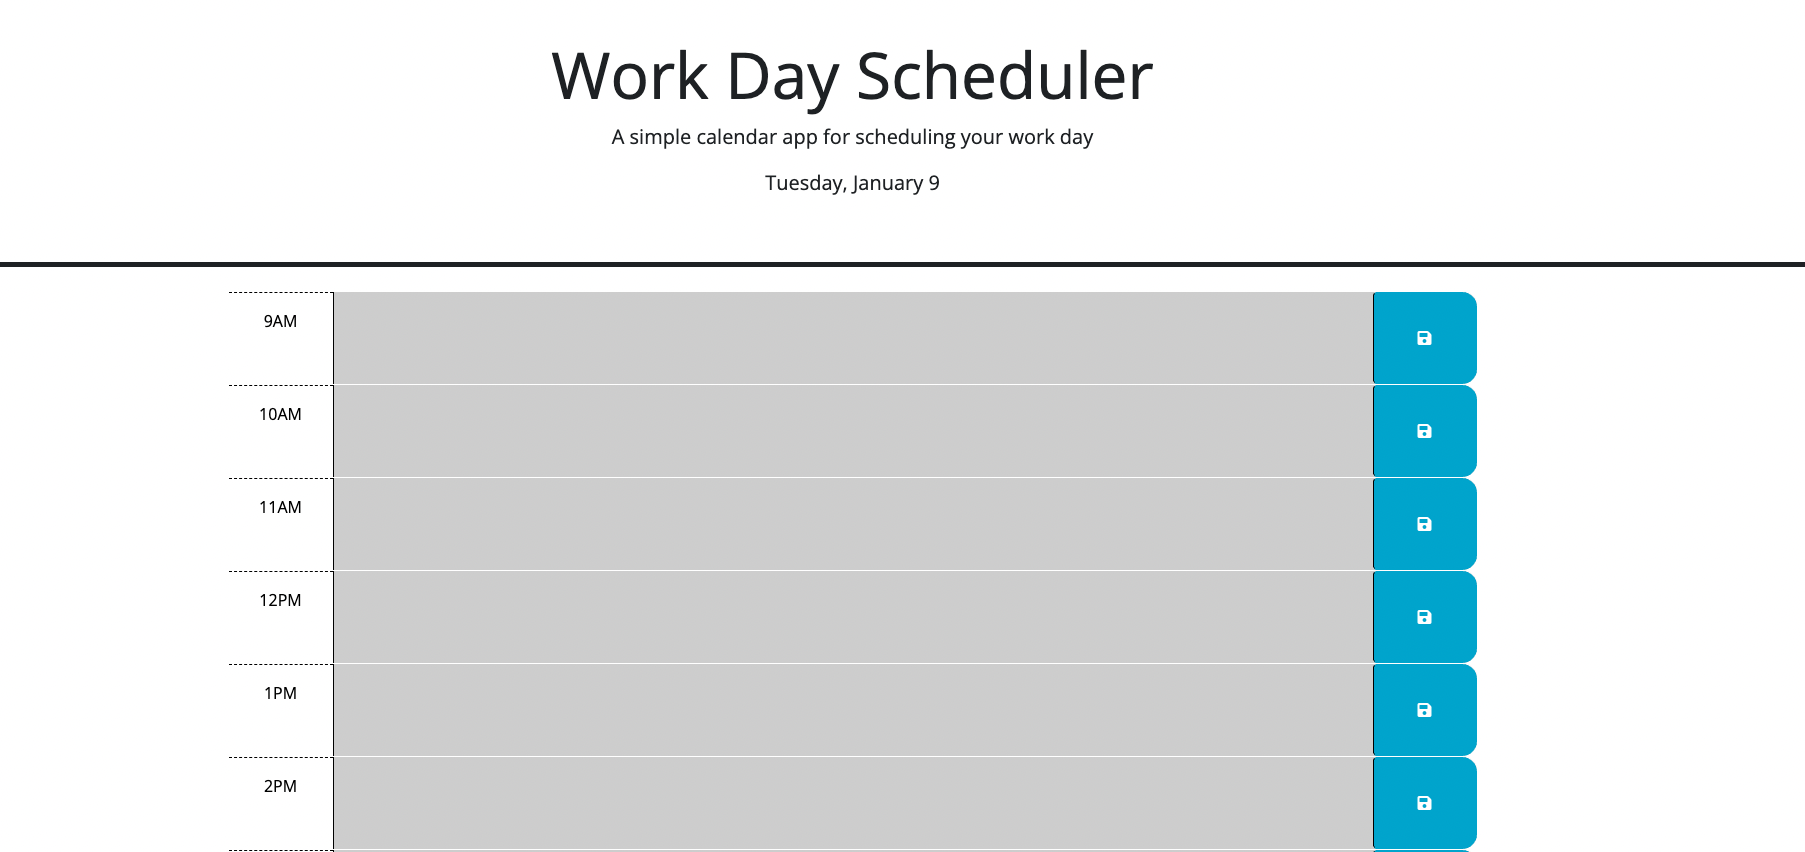 Work Day Scheduler
A simple calendar app for scheduling your work day
Tuesday, January 9
9AM
10AM
11AM
12PM
1PM
2PM